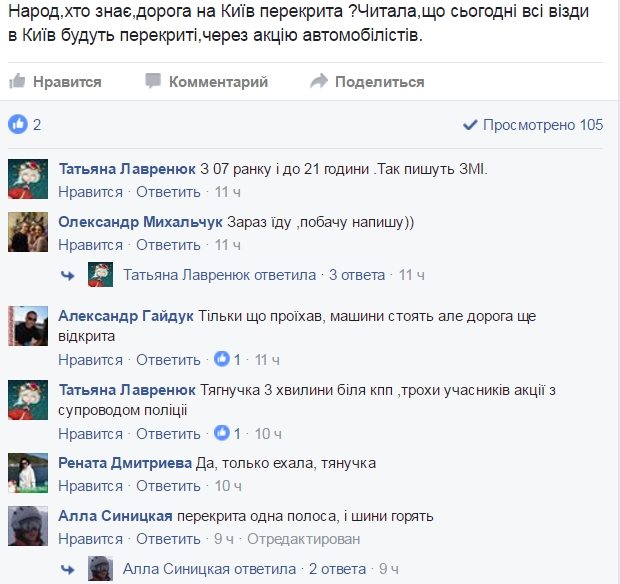 Народ,хто знає,дорога на Київ перекрита ?Читала,що сьогодні всі візди
в Київ будуть перекриті,через акцію автомобілістів.
Нравится Комментарий Поделиться
2 Просмотрено 105
Татьяна Лавренюк З 07 ранку і до 21 години .Так пишуть ЗМІ.
Нравится · Ответить · 11 ч
Олександр Михальчук Зараз їду ,побачу напишу))
Нравится · Ответить · 11 ч
Татьяна Лавренюк ответила · 3 ответа · 11 ч
Александр Гайдук Тільки що проїхав, машини стоять але дорога ще
відкрита
Нравится · Ответить · 1 · 11 ч
Татьяна Лавренюк Тягнучка 3 хвилини біля кпп ,трохи учасників акції з
супроводом поліції
Нравится · Ответить · 1 · 10 ч
Рената Дмитриева Да, только ехала, тянучка
Нравится · Ответить · 10 ч
Алла Синицкая перекрита одна полоса, і шини горять
Нравится · Ответить · 9 ч · Отредактирован
Алла Синицкая ответила · 2 ответа · 9 ч